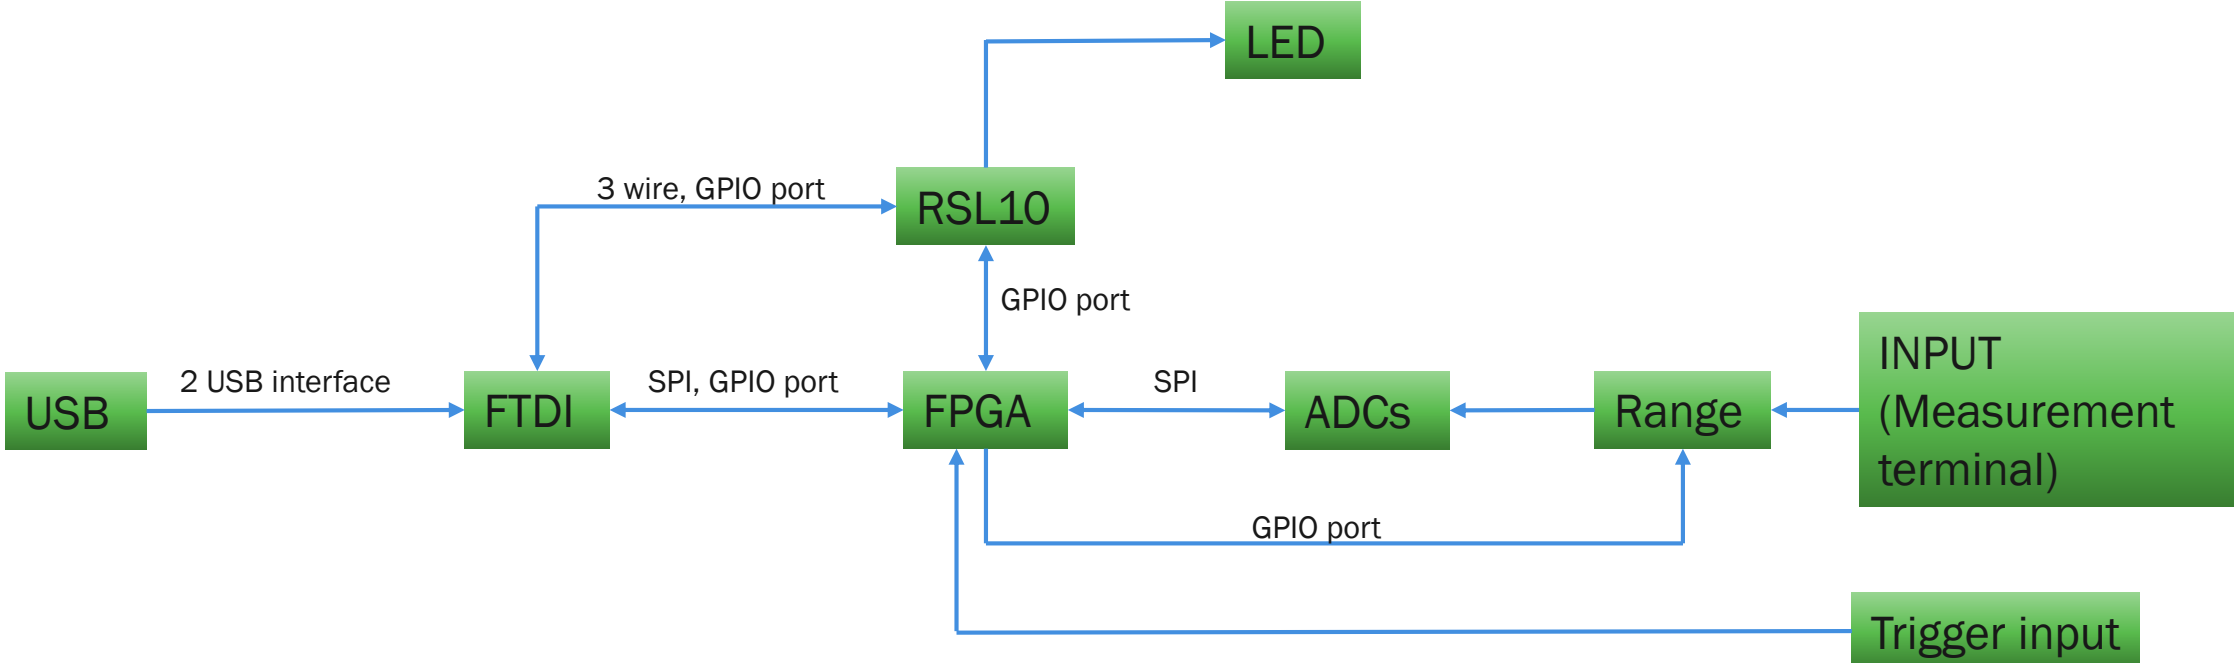 LED
3 wire, GPIO port
RSL10
GPIO port
USB
2 USB interface
FTDI
SPI, GPIO port
FPGA
SPI
ADCs
Range
INPUT
(Measurement
terminal)
GPIO port
Trigger input